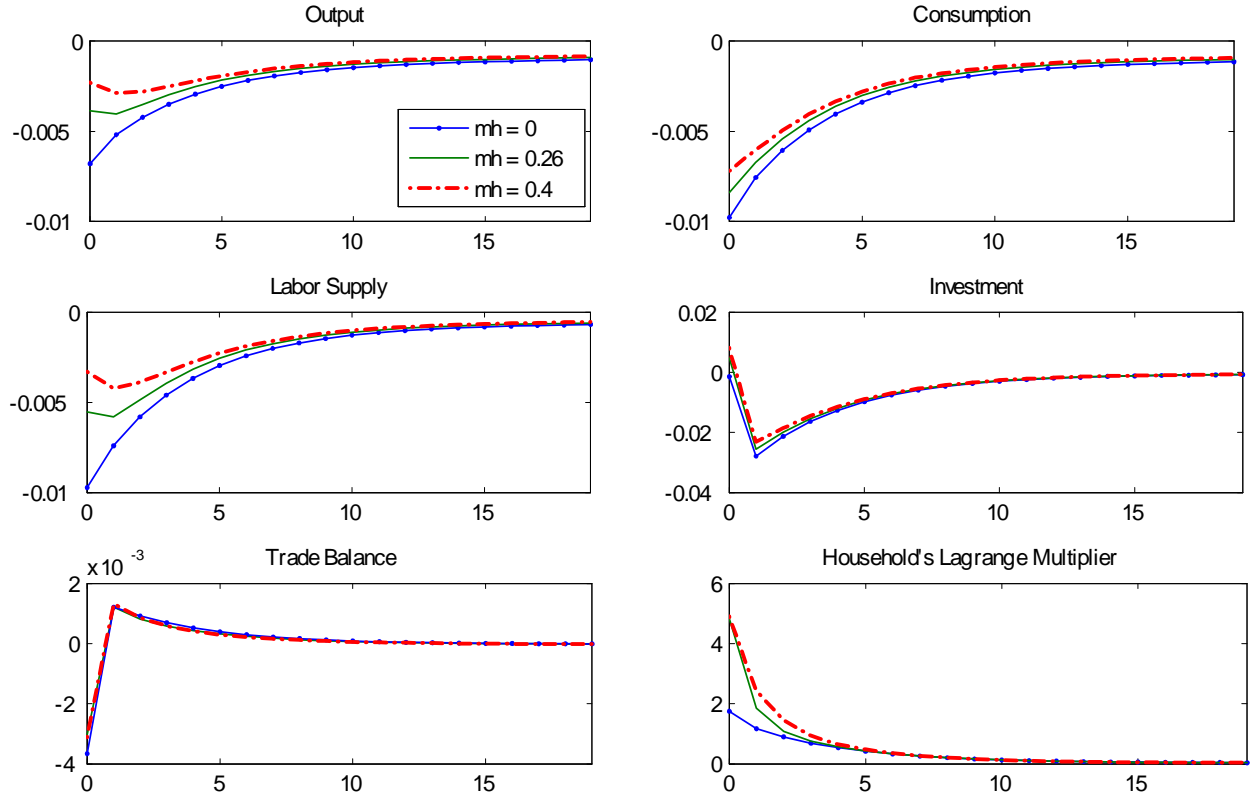 Output
0
-0.005
-0.01
0 5 10 15
mh = 0
mh = 0.26
mh = 0.4
Consumption
0
-0.005
-0.01
0 5 10 15
Labor Supply
0
-0.005
-0.01
0 5 10 15
Investment
0.02
0
-0.02
-0.04
0 5 10 15
Trade Balance
x 10 -3
2
0
-2
-4
0 5 10 15
Household's Lagrange Multiplier
6
4
2
0
0 5 10 15